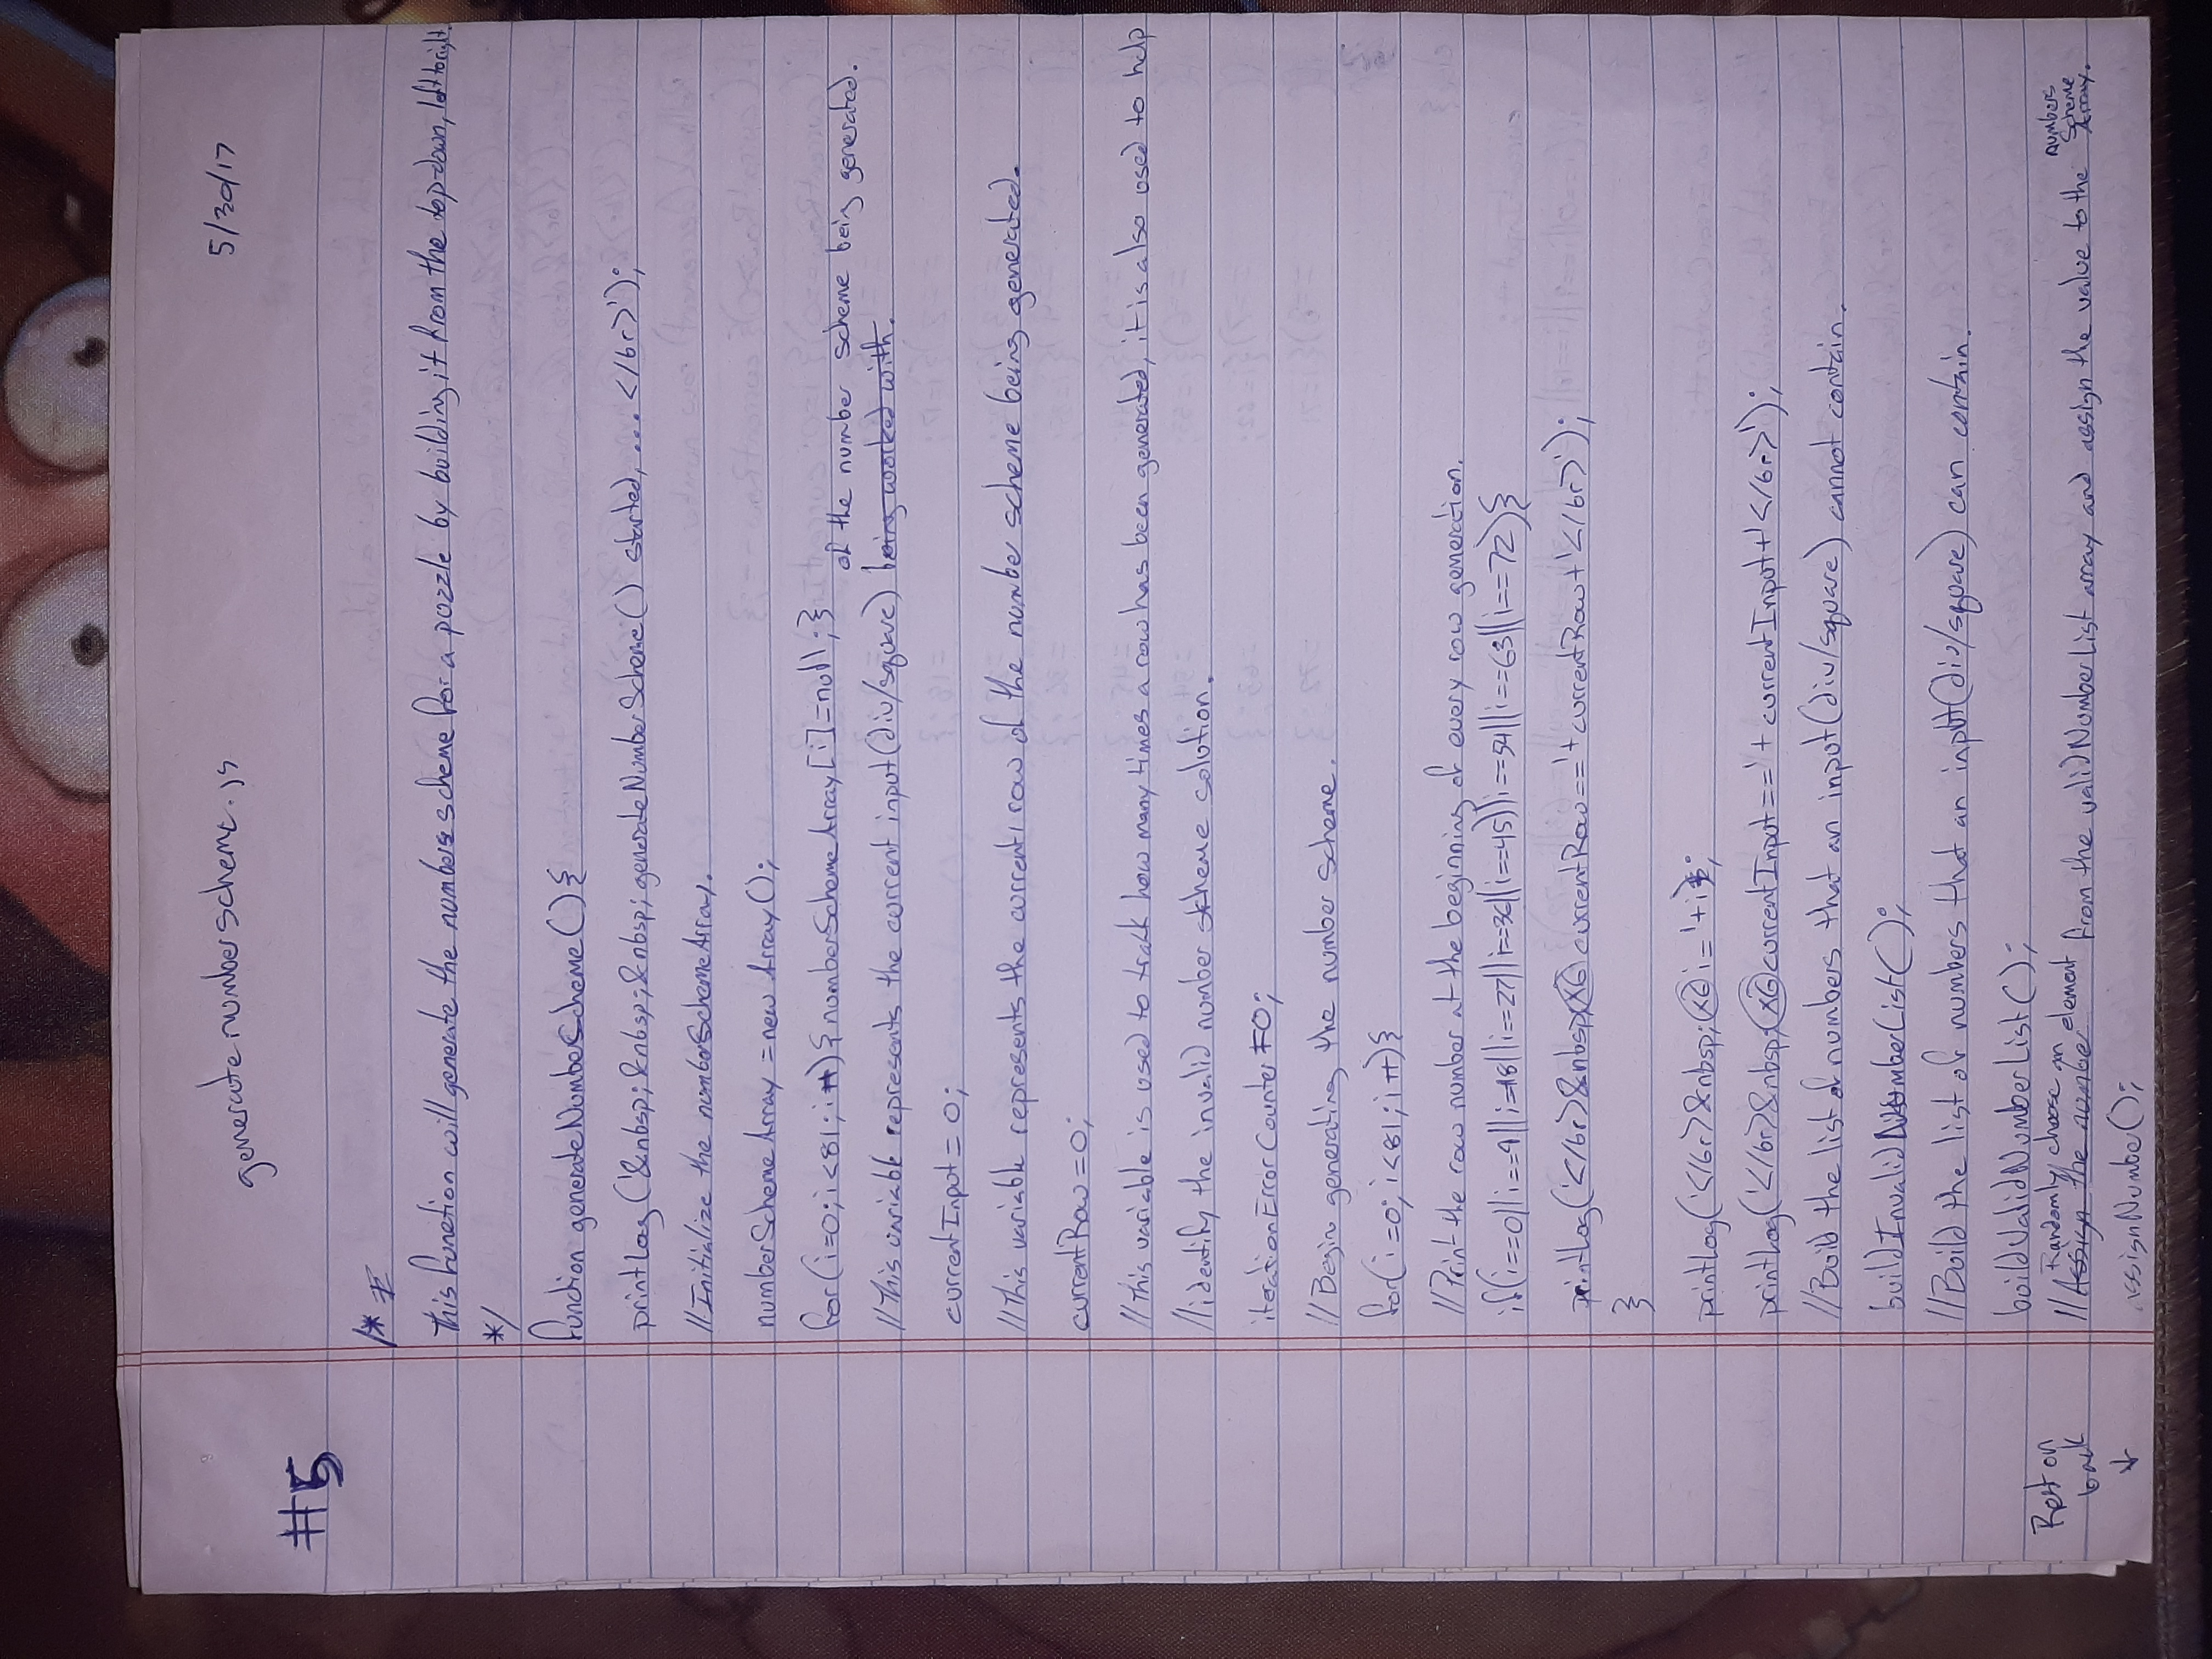 generatenumberscheme.js
5/30/17
#5
/*
This function will generate the numbers scheme for a puzzle by building it from the top-down, left to right.
*/
function generateNumberScheme(){
printLog('&nbsp;&nbsp;&nbsp;generateNumberScheme() started, ...</br>');
//Initialize the numberSchemeArray.
numberSchemeArray = new Array();
for(i=0;i<81;i++){numberSchemeArray[i]=null;}
of the number scheme being generated.
//This variable represents the current input(div/square) being worked with.
currentInput = 0;
//This variable represents the current row of the number scheme being generated.
currentRow=0;
//This variable is used to track how many times a row has been generated, it is also used to help
//identify the invalid number scheme solution.
iterationErrorCounter=0;
//Begin generating the number scheme.
for(i=0;i<81;i++){
//Print the row number at the beginning of every row generation.
if(i==0||i==9||i==18||i==27||i==36||i==45||i==54||i==63||i==72){
printLog('</br>&nbsp;x6 currentRow=='+currentRow+'</br>');
}
printLog('</br>&nbsp;x6 i='+i);
printLog('</br>&nbsp;x6 currentInput=='+currentInput+'</br>');
//Build the list of numbers that an input(div/square) cannot contain.
buildInvalidNumberList();
//Build the list of numbers that an input(div/square) can contain.
buildValidNumberList();
Rest on
back
↓
Randomly choose an
//Assign the number element from the validNumberList array and assign the value to the numbers
Scheme
Array.
assignNumber();